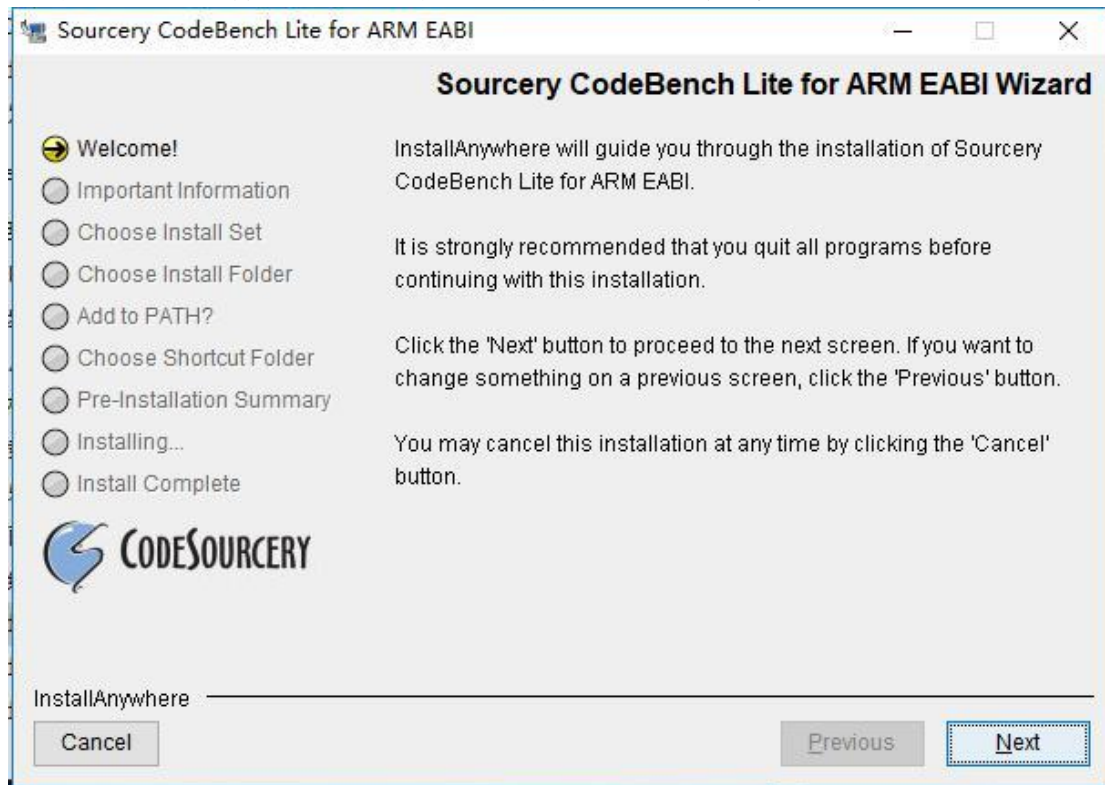 Sourcery CodeBench Lite for ARM EABI
Sourcery CodeBench Lite for ARM EABI Wizard
Welcome!
Important Information
Choose Install Set
Choose Install Folder
Add to PATH?
Choose Shortcut Folder
Pre-Installation Summary
Installing...
Install Complete
CODESOURCERY
InstallAnywhere will guide you through the installation of Sourcery
CodeBench Lite for ARM EABI.
It is strongly recommended that you quit all programs before
continuing with this installation.
Click the 'Next' button to proceed to the next screen. If you want to
change something on a previous screen, click the 'Previous' button.
You may cancel this installation at any time by clicking the 'Cancel'
button.
InstallAnywhere
Cancel
Previous
Next